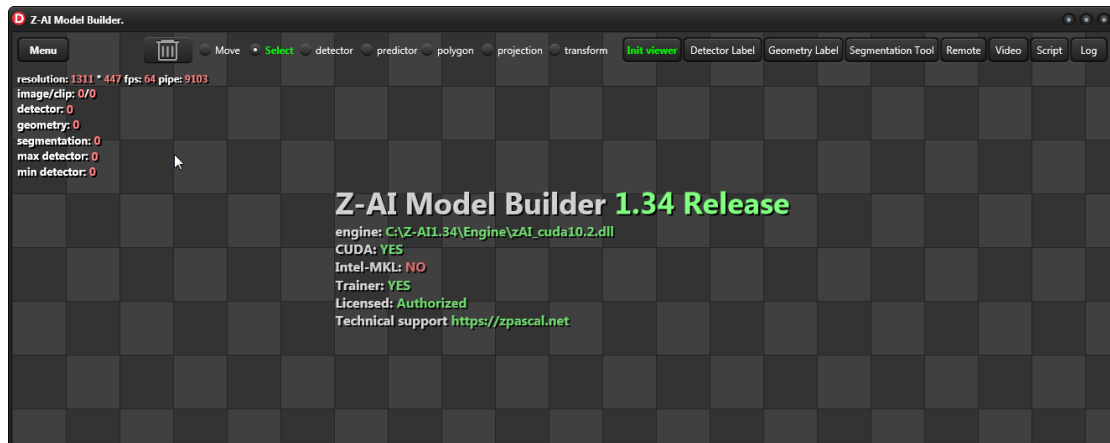 Z-AI Model Builder.
Menu Move Select detector predictor polygon projection transform Init viewer Detector Label Geometry Label Segmentation Tool Remote Video Script Log
resolution: 1311 * 447 fps: 64 pipe: 9103
image/clip: 0/0
detector: 0
geometry: 0
segmentation: 0
max detector: 0
min detector: 0
Z-AI Model Builder 1.34 Release
engine: C:\Z-AI1.34\Engine\zAI_cuda10.2.dll
CUDA: YES
Intel-MKL: NO
Trainer: YES
Licensed: Authorized
Technical support https://zpascal.net